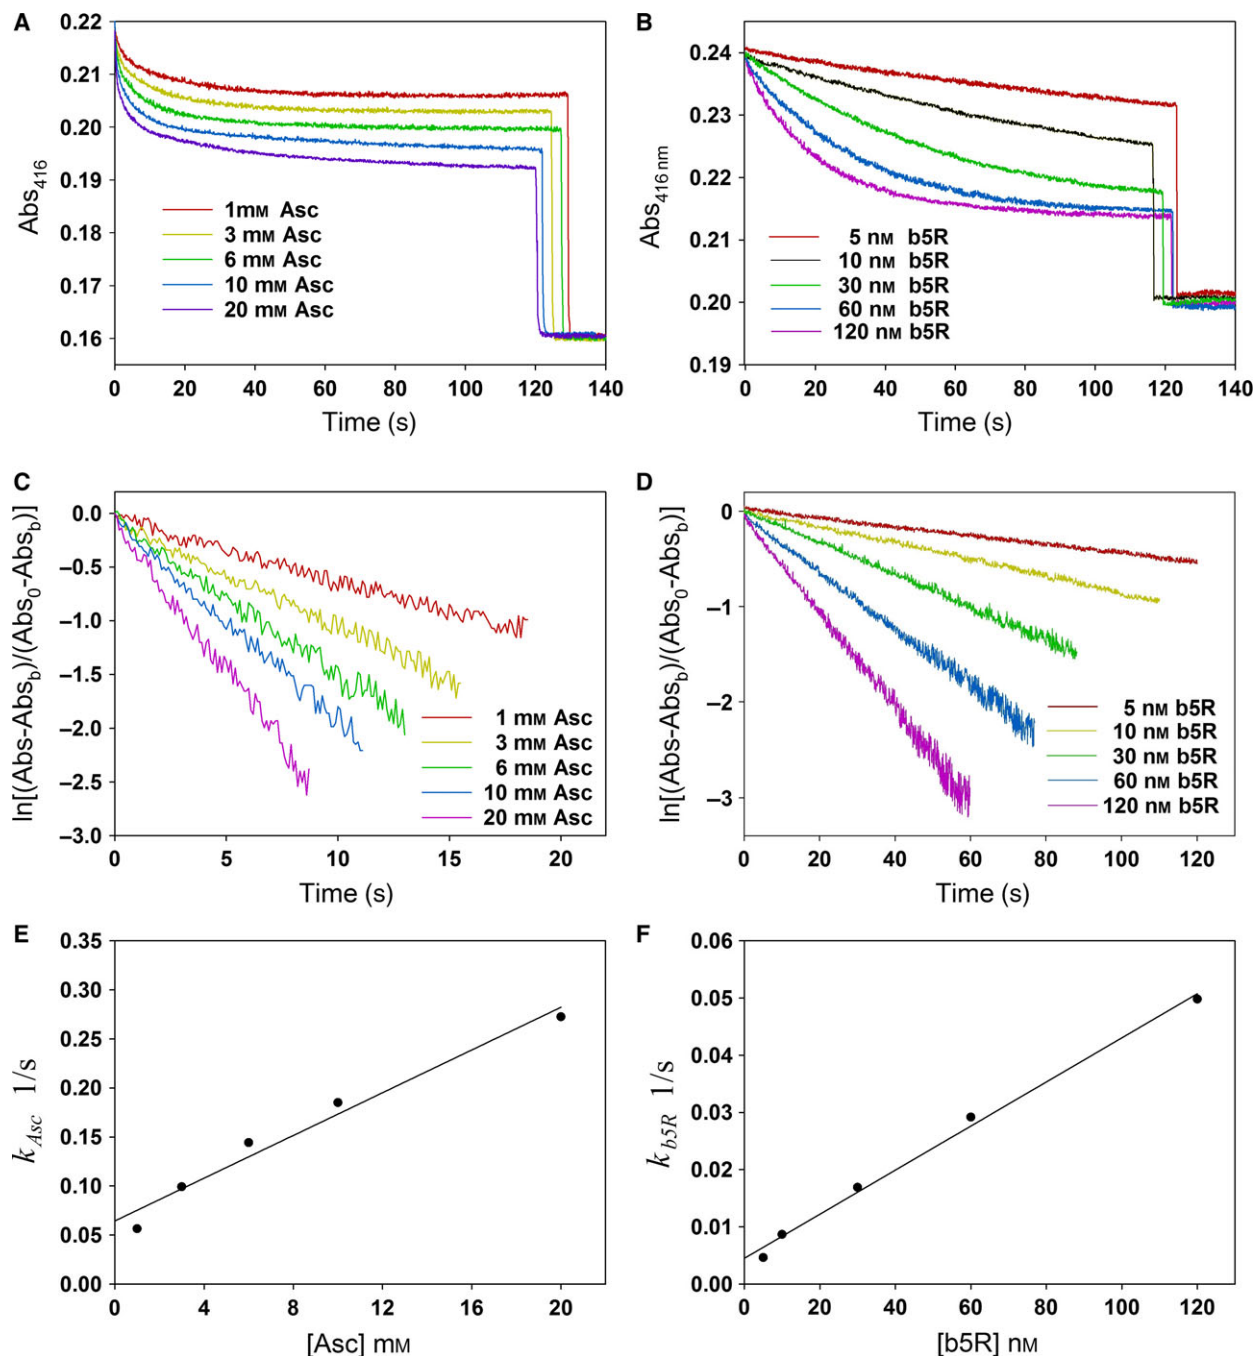 A
0.22
0.21
0.20
0.19
0.18
0.17
0.16
Abs416
1mM Asc
3 mM Asc
6 mM Asc
10 mM Asc
20 mM Asc
0 20 40 60 80 100 120 140
Time (s)
B
0.24
0.23
0.22
0.21
0.20
0.19
Abs416 nm
5 nM b5R
10 nM b5R
30 nM b5R
60 nM b5R
120 nM b5R
0 20 40 60 80 100 120 140
Time (s)
C
0.0
–0.5
–1.0
–1.5
–2.0
–2.5
–3.0
ln[(Abs-Absb)/(Abs0-Absb)]
1 mM Asc
3 mM Asc
6 mM Asc
10 mM Asc
20 mM Asc
0 5 10 15 20
Time (s)
D
0
–1
–2
–3
ln[(Abs-Absb)/(Abs0-Absb)]
5 nM b5R
10 nM b5R
30 nM b5R
60 nM b5R
120 nM b5R
0 20 40 60 80 100 120
Time (s)
E
0.35
0.30
0.25
0.20
0.15
0.10
0.05
0.00
kAsc 1/s
0 4 8 12 16 20
[Asc] mM
F
0.06
0.05
0.04
0.03
0.02
0.01
0.00
kb5R 1/s
0 20 40 60 80 100 120
[b5R] nM